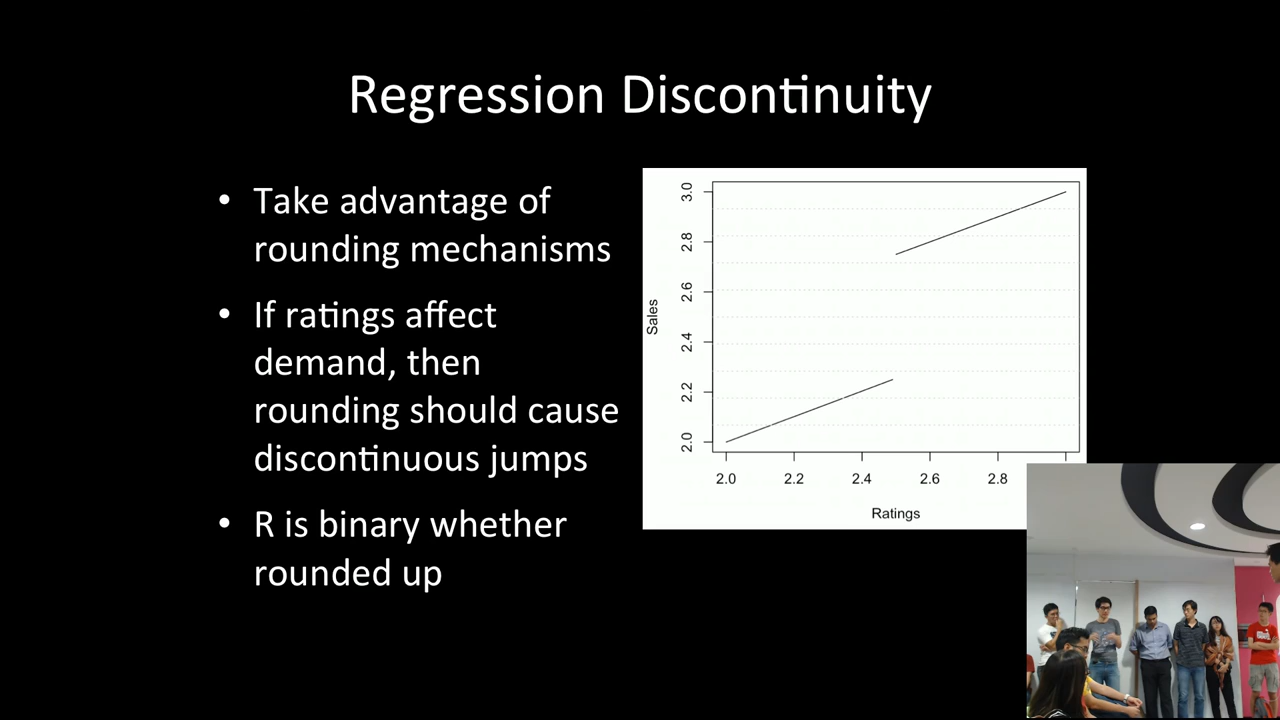 Regression Discontinuity
• Take advantage of
rounding mechanisms
• If ratings affect
demand, then
rounding should cause
discontinuous jumps
• R is binary whether
rounded up
3.0
2.8
2.6
2.4
2.2
2.0
Sales
2.0 2.2 2.4 2.6 2.8
Ratings